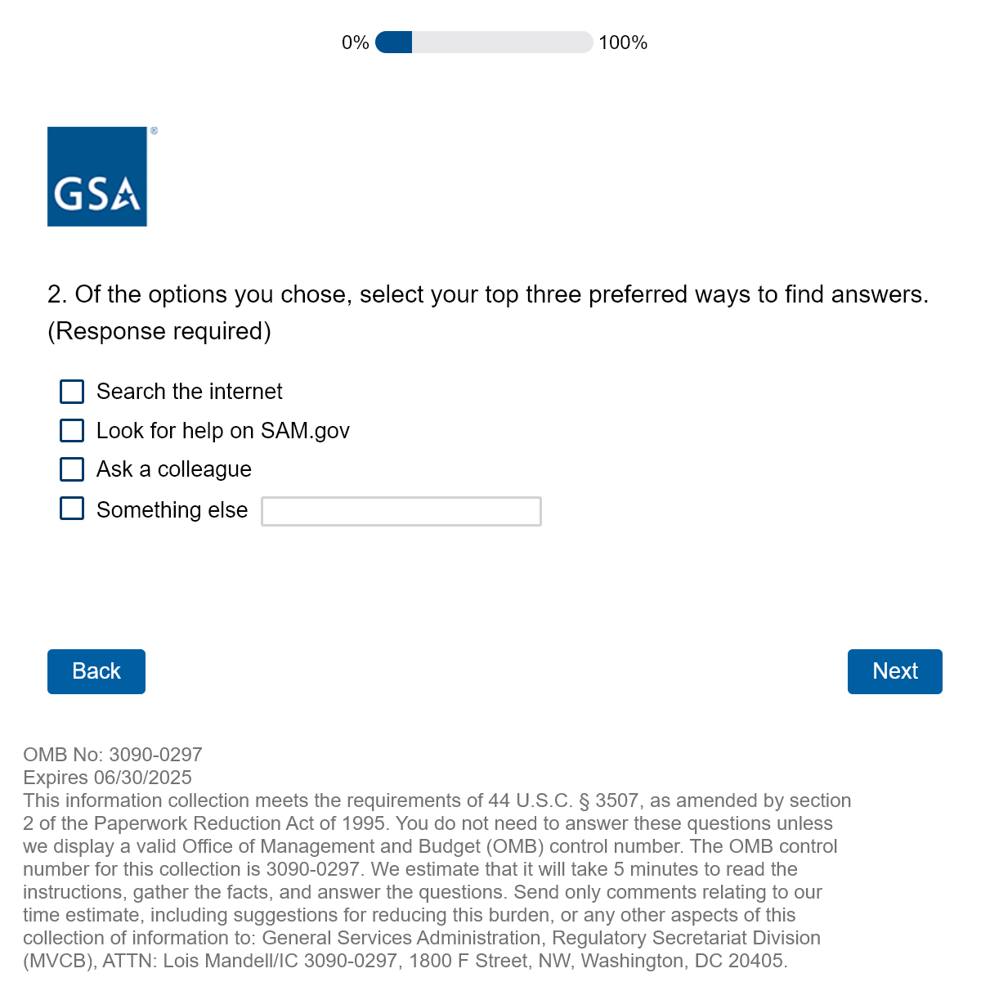 0% 100%
GSA ®
2. Of the options you chose, select your top three preferred ways to find answers.
(Response required)
Search the internet
Look for help on SAM.gov
Ask a colleague
Something else
Back Next
OMB No: 3090-0297
Expires 06/30/2025
This information collection meets the requirements of 44 U.S.C. § 3507, as amended by section
2 of the Paperwork Reduction Act of 1995. You do not need to answer these questions unless
we display a valid Office of Management and Budget (OMB) control number. The OMB control
number for this collection is 3090-0297. We estimate that it will take 5 minutes to read the
instructions, gather the facts, and answer the questions. Send only comments relating to our
time estimate, including suggestions for reducing this burden, or any other aspects of this
collection of information to: General Services Administration, Regulatory Secretariat Division
(MVCB), ATTN: Lois Mandell/IC 3090-0297, 1800 F Street, NW, Washington, DC 20405.